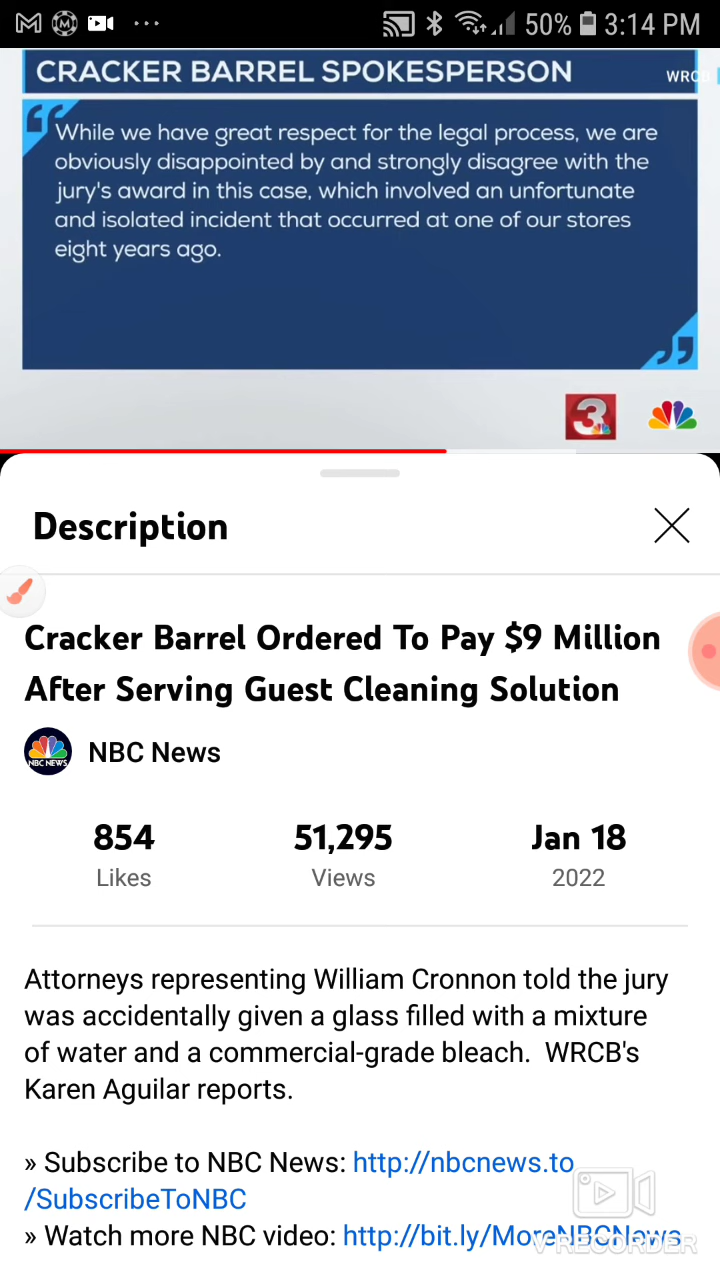 50% 3:14 PM
CRACKER BARREL SPOKESPERSON
WRCB
While we have great respect for the legal process, we are
obviously disappointed by and strongly disagree with the
jury's award in this case, which involved an unfortunate
and isolated incident that occurred at one of our stores
eight years ago.
3
Description
Cracker Barrel Ordered To Pay $9 Million
After Serving Guest Cleaning Solution
NBC NEWS
NBC News
854 51,295 Jan 18
Likes Views 2022
Attorneys representing William Cronnon told the jury
was accidentally given a glass filled with a mixture
of water and a commercial-grade bleach. WRCB's
Karen Aguilar reports.
» Subscribe to NBC News: http://nbcnews.to
/SubscribeToNBC
» Watch more NBC video: http://bit.ly/MoreNBCNews
V RECORDER